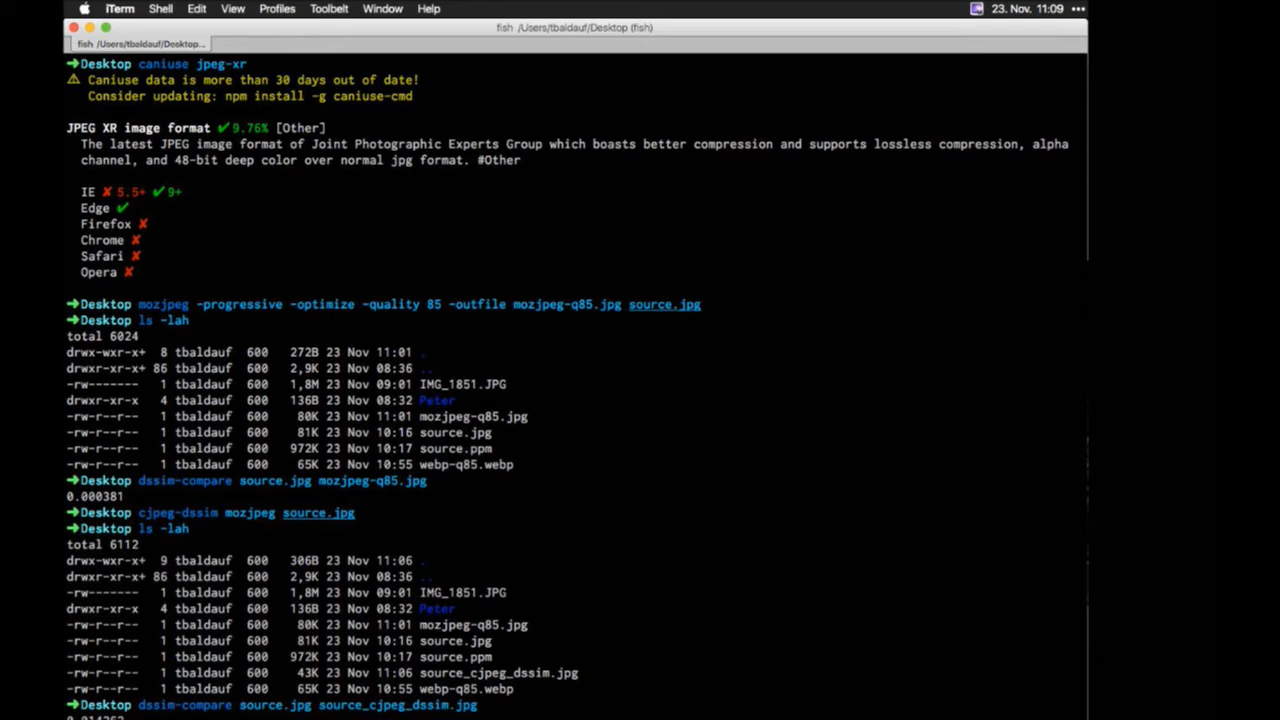 iTerm Shell Edit View Profiles Toolbelt Window Help 23. Nov. 11:09 •••
fish /Users/tbaldauf/Desktop (fish)
fish /Users/tbaldauf/Desktop...
➜Desktop caniuse jpeg-xr
⚠ Caniuse data is more than 30 days out of date!
Consider updating: npm install -g caniuse-cmd
JPEG XR image format ✔9.76% [Other]
The latest JPEG image format of Joint Photographic Experts Group which boasts better compression and supports lossless compression, alpha
channel, and 48-bit deep color over normal jpg format. #Other
IE ✘ 5.5+ ✔9+
Edge ✔
Firefox ✘
Chrome ✘
Safari ✘
Opera ✘
➜Desktop mozjpeg -progressive -optimize -quality 85 -outfile mozjpeg-q85.jpg source.jpg
➜Desktop ls -lah
total 6024
drwx-wxr-x+ 8 tbaldauf 600 272B 23 Nov 11:01 .
drwxr-xr-x+ 86 tbaldauf 600 2,9K 23 Nov 08:36 ..
-rw------- 1 tbaldauf 600 1,8M 23 Nov 09:01 IMG_1851.JPG
drwxr-xr-x 4 tbaldauf 600 136B 23 Nov 08:32 Peter
-rw-r--r-- 1 tbaldauf 600 80K 23 Nov 11:01 mozjpeg-q85.jpg
-rw-r--r-- 1 tbaldauf 600 81K 23 Nov 10:16 source.jpg
-rw-r--r-- 1 tbaldauf 600 972K 23 Nov 10:17 source.ppm
-rw-r--r-- 1 tbaldauf 600 65K 23 Nov 10:55 webp-q85.webp
➜Desktop dssim-compare source.jpg mozjpeg-q85.jpg
0.000381
➜Desktop cjpeg-dssim mozjpeg source.jpg
➜Desktop ls -lah
total 6112
drwx-wxr-x+ 9 tbaldauf 600 306B 23 Nov 11:06 .
drwxr-xr-x+ 86 tbaldauf 600 2,9K 23 Nov 08:36 ..
-rw------- 1 tbaldauf 600 1,8M 23 Nov 09:01 IMG_1851.JPG
drwxr-xr-x 4 tbaldauf 600 136B 23 Nov 08:32 Peter
-rw-r--r-- 1 tbaldauf 600 80K 23 Nov 11:01 mozjpeg-q85.jpg
-rw-r--r-- 1 tbaldauf 600 81K 23 Nov 10:16 source.jpg
-rw-r--r-- 1 tbaldauf 600 972K 23 Nov 10:17 source.ppm
-rw-r--r-- 1 tbaldauf 600 43K 23 Nov 11:06 source_cjpeg_dssim.jpg
-rw-r--r-- 1 tbaldauf 600 65K 23 Nov 10:55 webp-q85.webp
➜Desktop dssim-compare source.jpg source_cjpeg_dssim.jpg